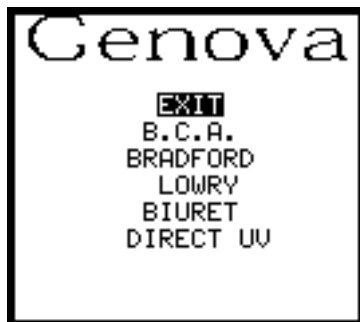 Genova
EXIT
B.C.A.
BRADFORD
LOWRY
BIURET
DIRECT UV